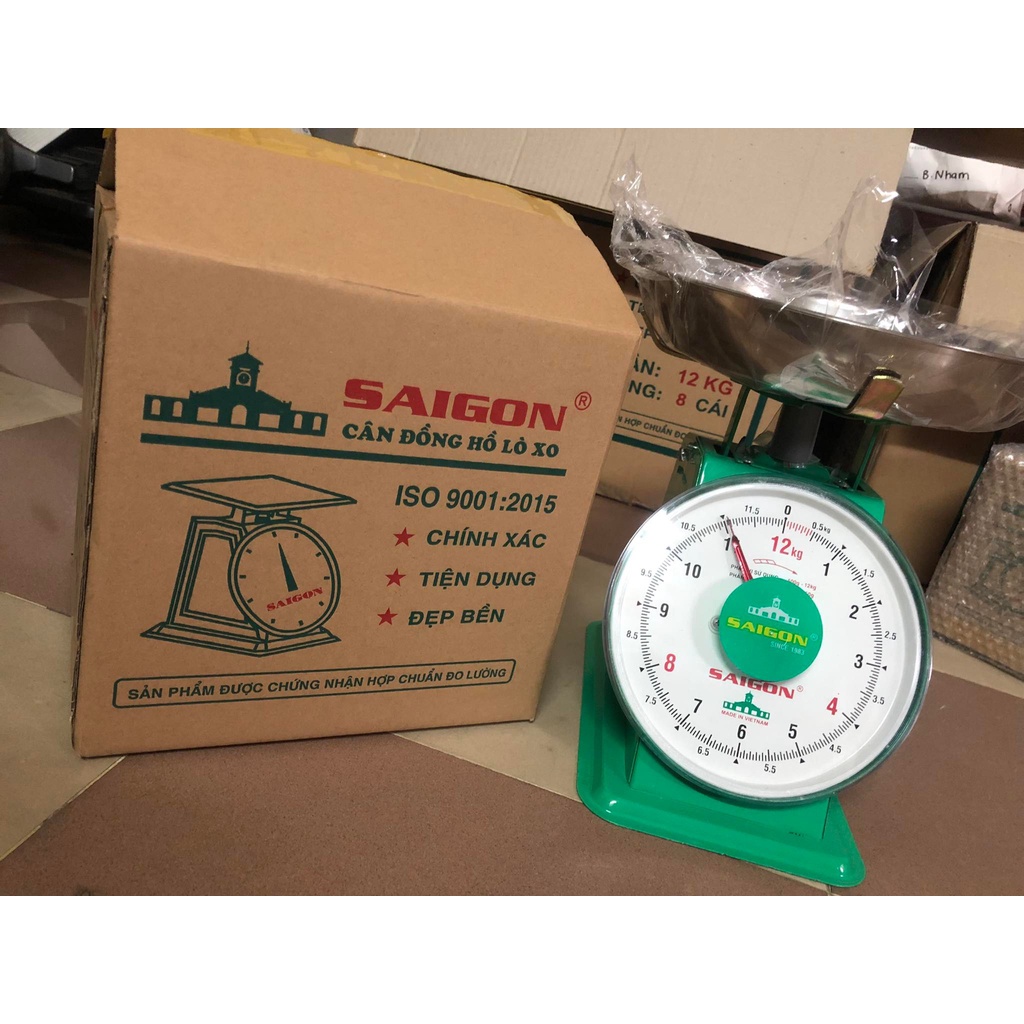 SAIGON®
CÂN ĐỒNG HỒ LÒ XO
ISO 9001:2015
CHÍNH XÁC
TIỆN DỤNG
ĐẸP BỀN
SAIGON
SẢN PHẨM ĐƯỢC CHỨNG NHẬN HỢP CHUẨN ĐO LƯỜNG
B. Nham
12 KG
8 CÁI
HỢP CHUẨN
0
0.5kg
1
1.5
2
2.5
3
3.5
4
4.5
5
5.5
6
6.5
7
7.5
8
8.5
9
9.5
10
10.5
11.5
12kg
SAIGON®
SINCE 1983
SAIGON®
MADE IN VIETNAM